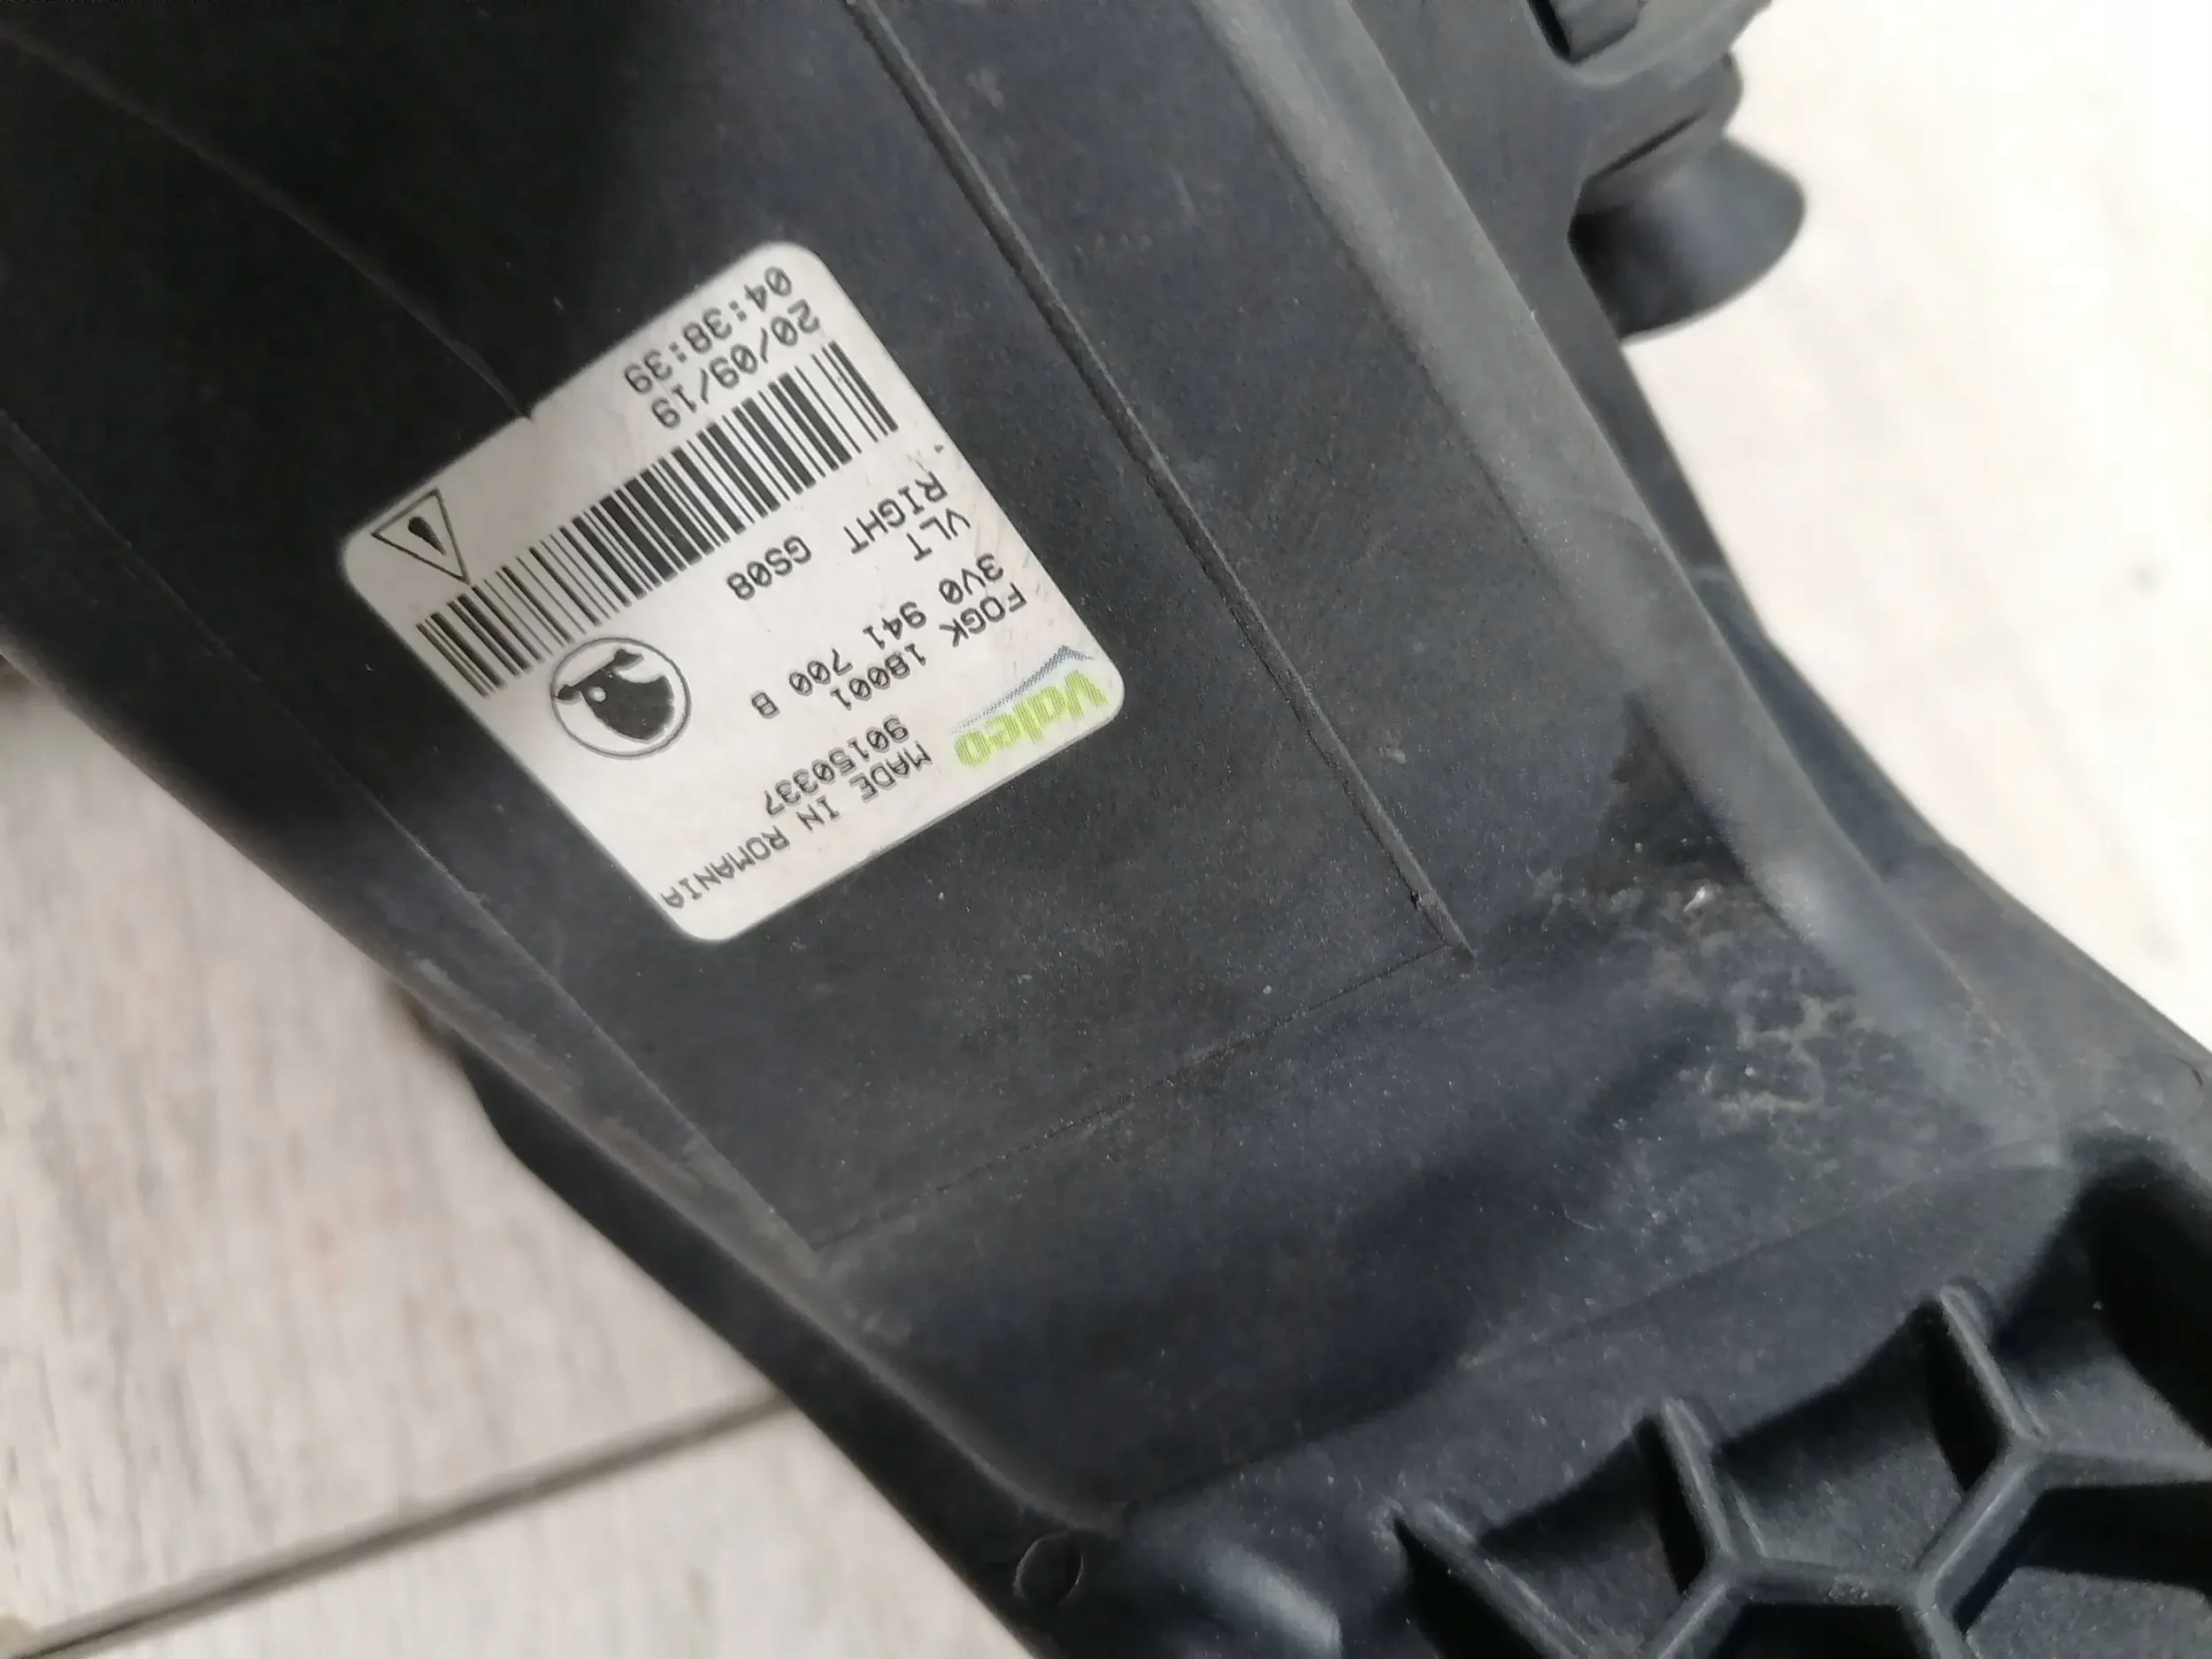 Valeo
MADE IN ROMANIA
FOGK 18001 90150337
3V0 941 700 B
VLT
RIGHT GS08
20/09/19
04:38:39